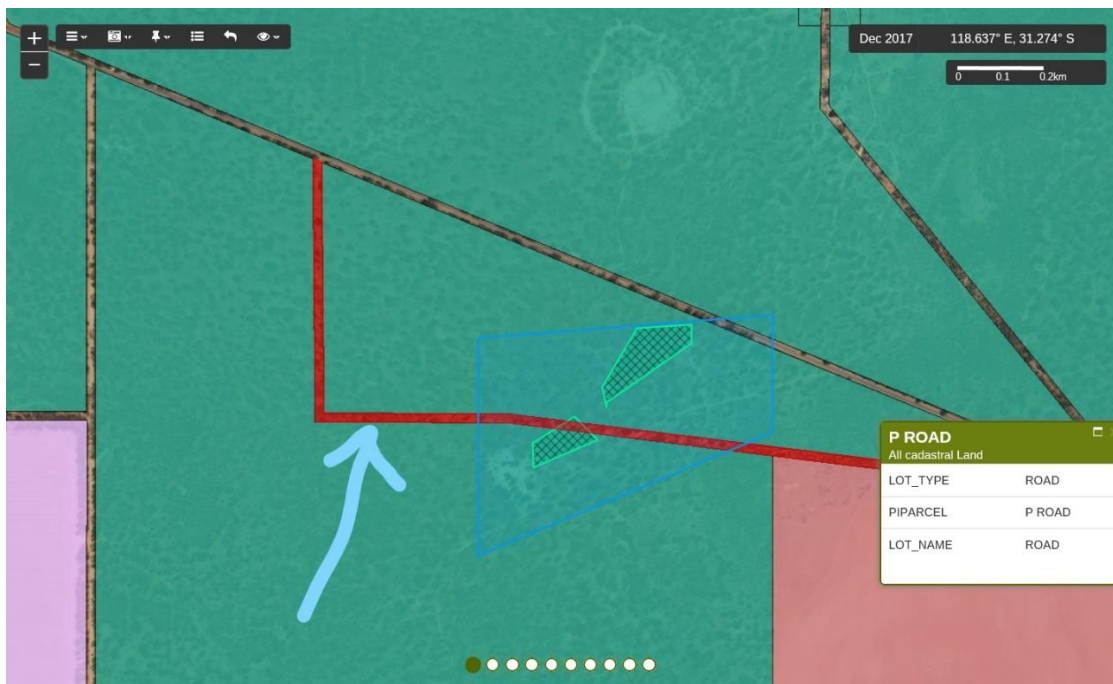 +
−
Dec 2017 118.637° E, 31.274° S
0 0.1 0.2km
P ROAD
All cadastral Land
LOT_TYPE ROAD
PIPARCEL P ROAD
LOT_NAME ROAD